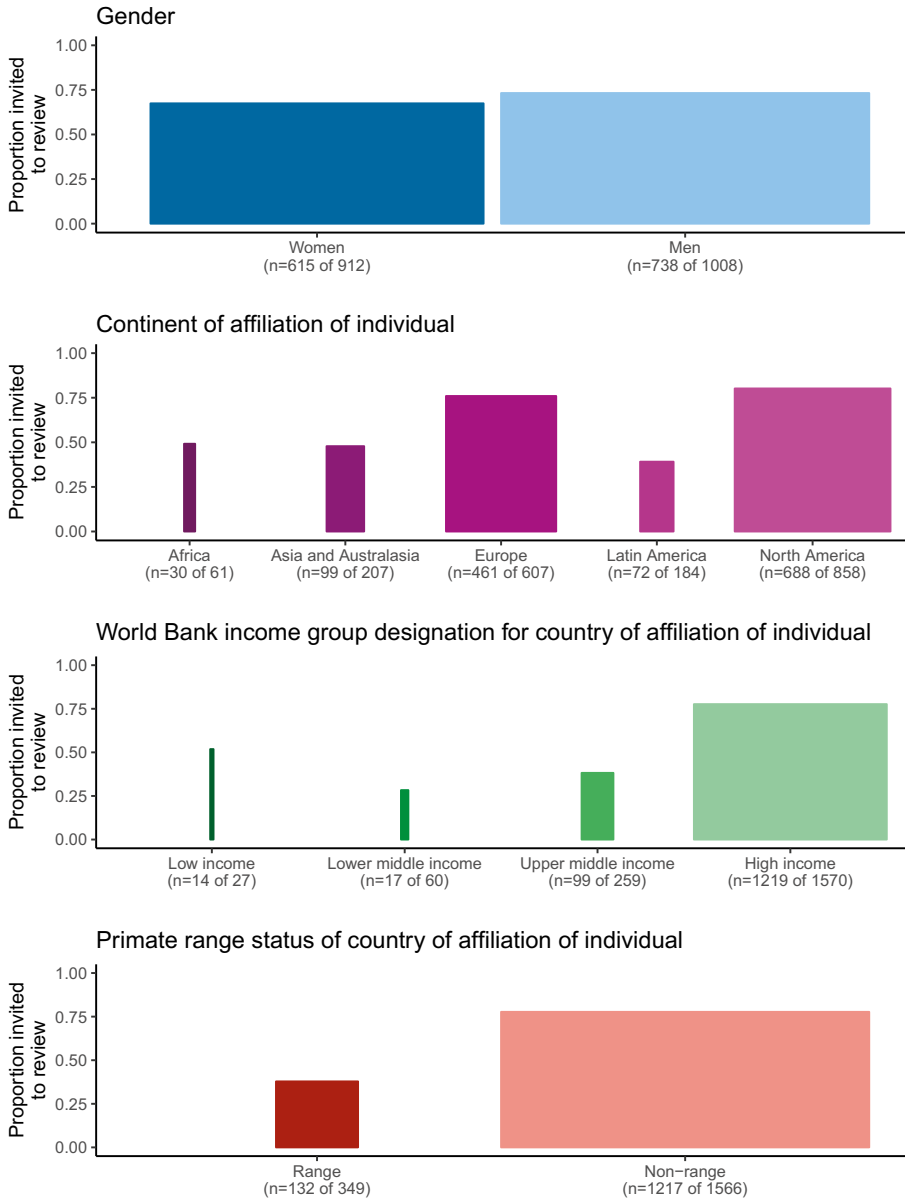 Gender
Proportion invited
to review
1.00
0.75
0.50
0.25
0.00
Women
(n=615 of 912)
Men
(n=738 of 1008)
Continent of affiliation of individual
Proportion invited
to review
1.00
0.75
0.50
0.25
0.00
Africa
(n=30 of 61)
Asia and Australasia
(n=99 of 207)
Europe
(n=461 of 607)
Latin America
(n=72 of 184)
North America
(n=688 of 858)
World Bank income group designation for country of affiliation of individual
Proportion invited
to review
1.00
0.75
0.50
0.25
0.00
Low income
(n=14 of 27)
Lower middle income
(n=17 of 60)
Upper middle income
(n=99 of 259)
High income
(n=1219 of 1570)
Primate range status of country of affiliation of individual
Proportion invited
to review
1.00
0.75
0.50
0.25
0.00
Range
(n=132 of 349)
Non−range
(n=1217 of 1566)